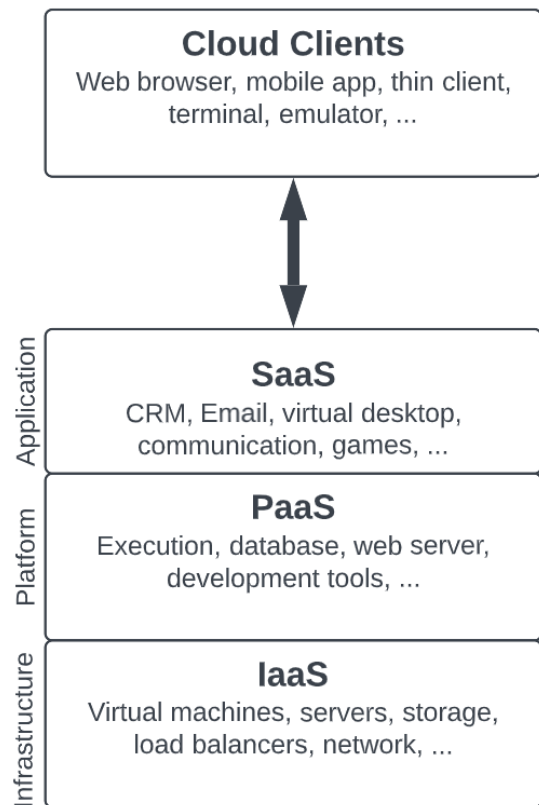 Cloud Clients
Web browser, mobile app, thin client,
terminal, emulator, ...
Application
SaaS
CRM, Email, virtual desktop,
communication, games, ...
Platform
PaaS
Execution, database, web server,
development tools, ...
Infrastructure
IaaS
Virtual machines, servers, storage,
load balancers, network, ...